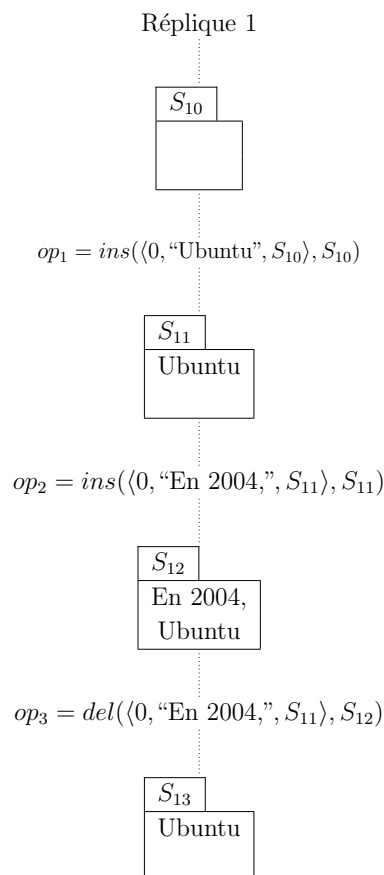 Réplique 1
S₁₀
op₁ = ins(⟨0, “Ubuntu”, S₁₀⟩, S₁₀)
S₁₁
Ubuntu
op₂ = ins(⟨0, “En 2004,”, S₁₁⟩, S₁₁)
S₁₂
En 2004,
Ubuntu
op₃ = del(⟨0, “En 2004,”, S₁₁⟩, S₁₂)
S₁₃
Ubuntu